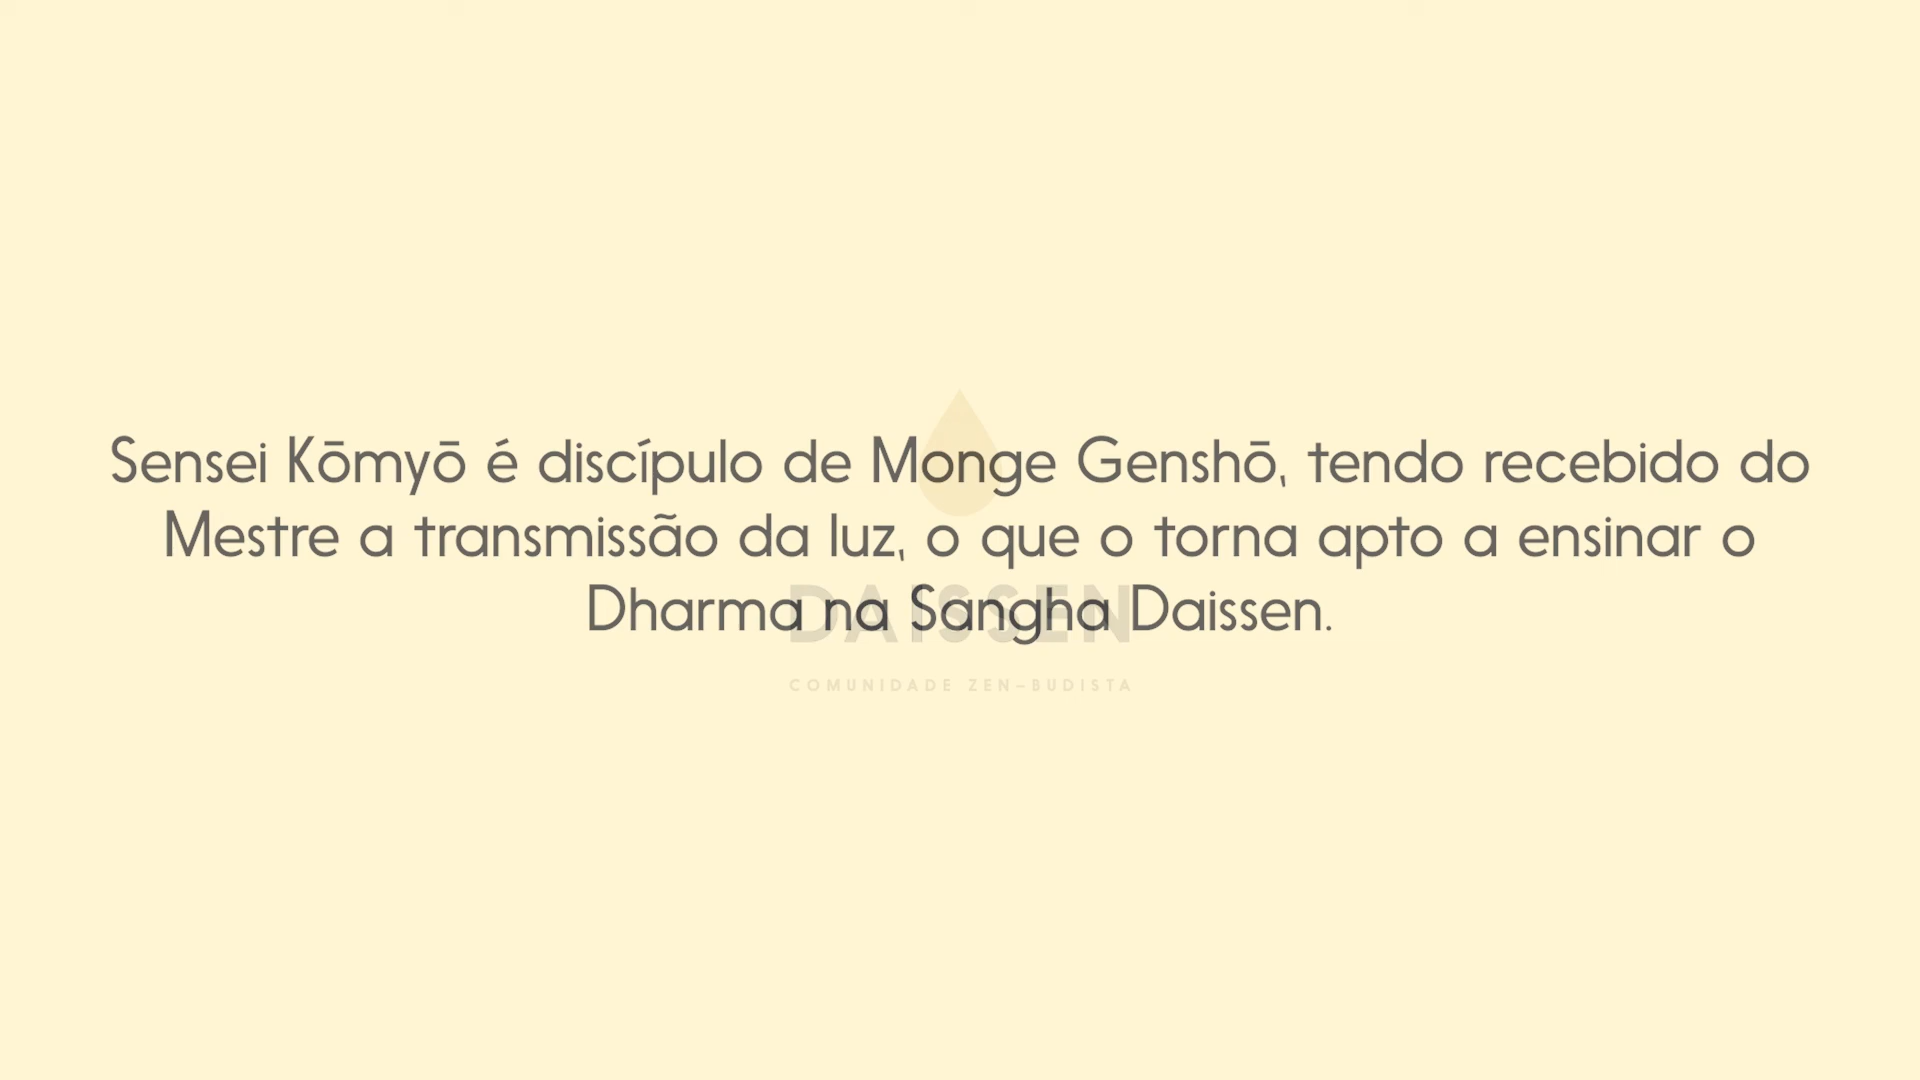 Sensei Kōmyō é discípulo de Monge Genshō, tendo recebido do
Mestre a transmissão da luz, o que o torna apto a ensinar o
Dharma na Sangha Daissen.
DAISSEN
COMUNIDADE ZEN–BUDISTA